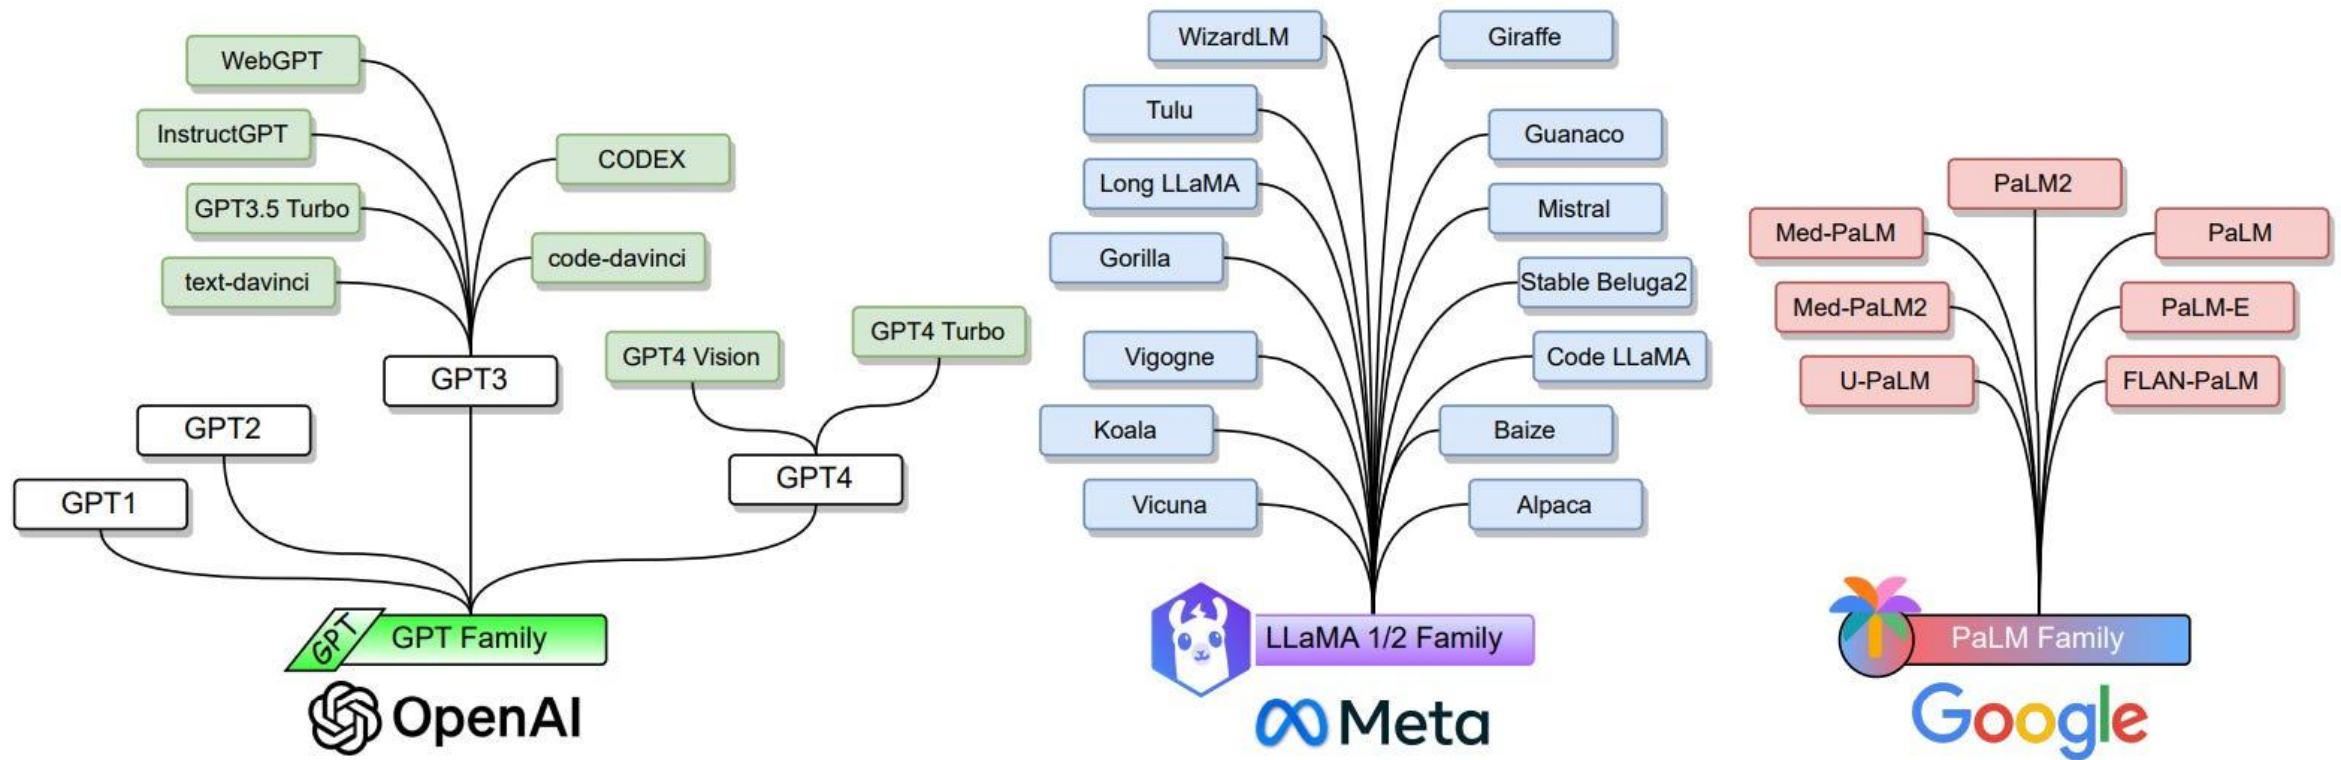 WebGPT
InstructGPT
CODEX
GPT3.5 Turbo
code-davinci
text-davinci
GPT4 Vision
GPT4 Turbo
GPT3
GPT2
GPT4
GPT1
GPT
GPT Family
OpenAI
WizardLM
Giraffe
Tulu
Guanaco
Long LLaMA
Mistral
Gorilla
Stable Beluga2
Vigogne
Code LLaMA
Koala
Baize
Vicuna
Alpaca
LLaMA 1/2 Family
Meta
PaLM2
Med-PaLM
PaLM
Med-PaLM2
PaLM-E
U-PaLM
FLAN-PaLM
PaLM Family
Google